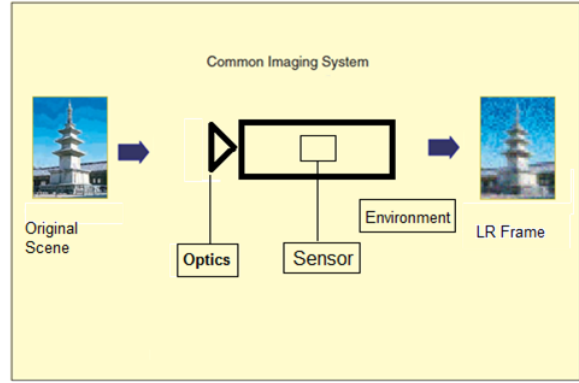 Common Imaging System
Original
Scene
Optics
Sensor
Environment
LR Frame